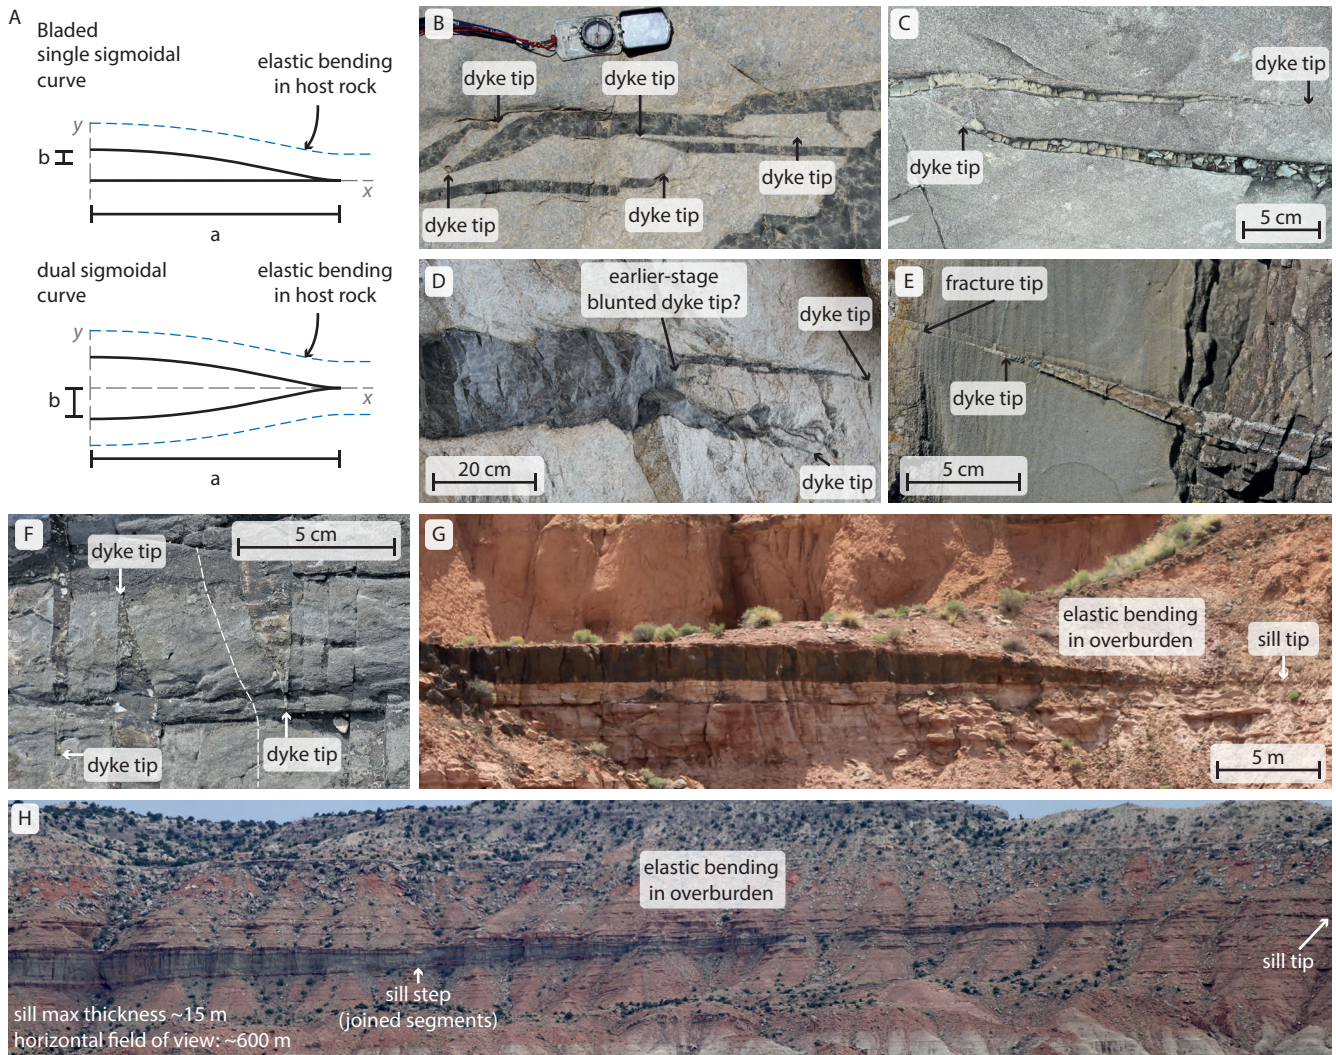 A
Bladed
single sigmoidal
curve
elastic bending
in host rock
y
b
x
a
dual sigmoidal
curve
elastic bending
in host rock
y
b
x
a
B
dyke tip
dyke tip
dyke tip
dyke tip
dyke tip
C
dyke tip
dyke tip
5 cm
D
earlier-stage
blunted dyke tip?
dyke tip
20 cm
dyke tip
E
fracture tip
dyke tip
5 cm
F
5 cm
dyke tip
dyke tip
dyke tip
G
elastic bending
in overburden
sill tip
5 m
H
elastic bending
in overburden
sill tip
sill step
(joined segments)
sill max thickness ~15 m
horizontal field of view: ~600 m